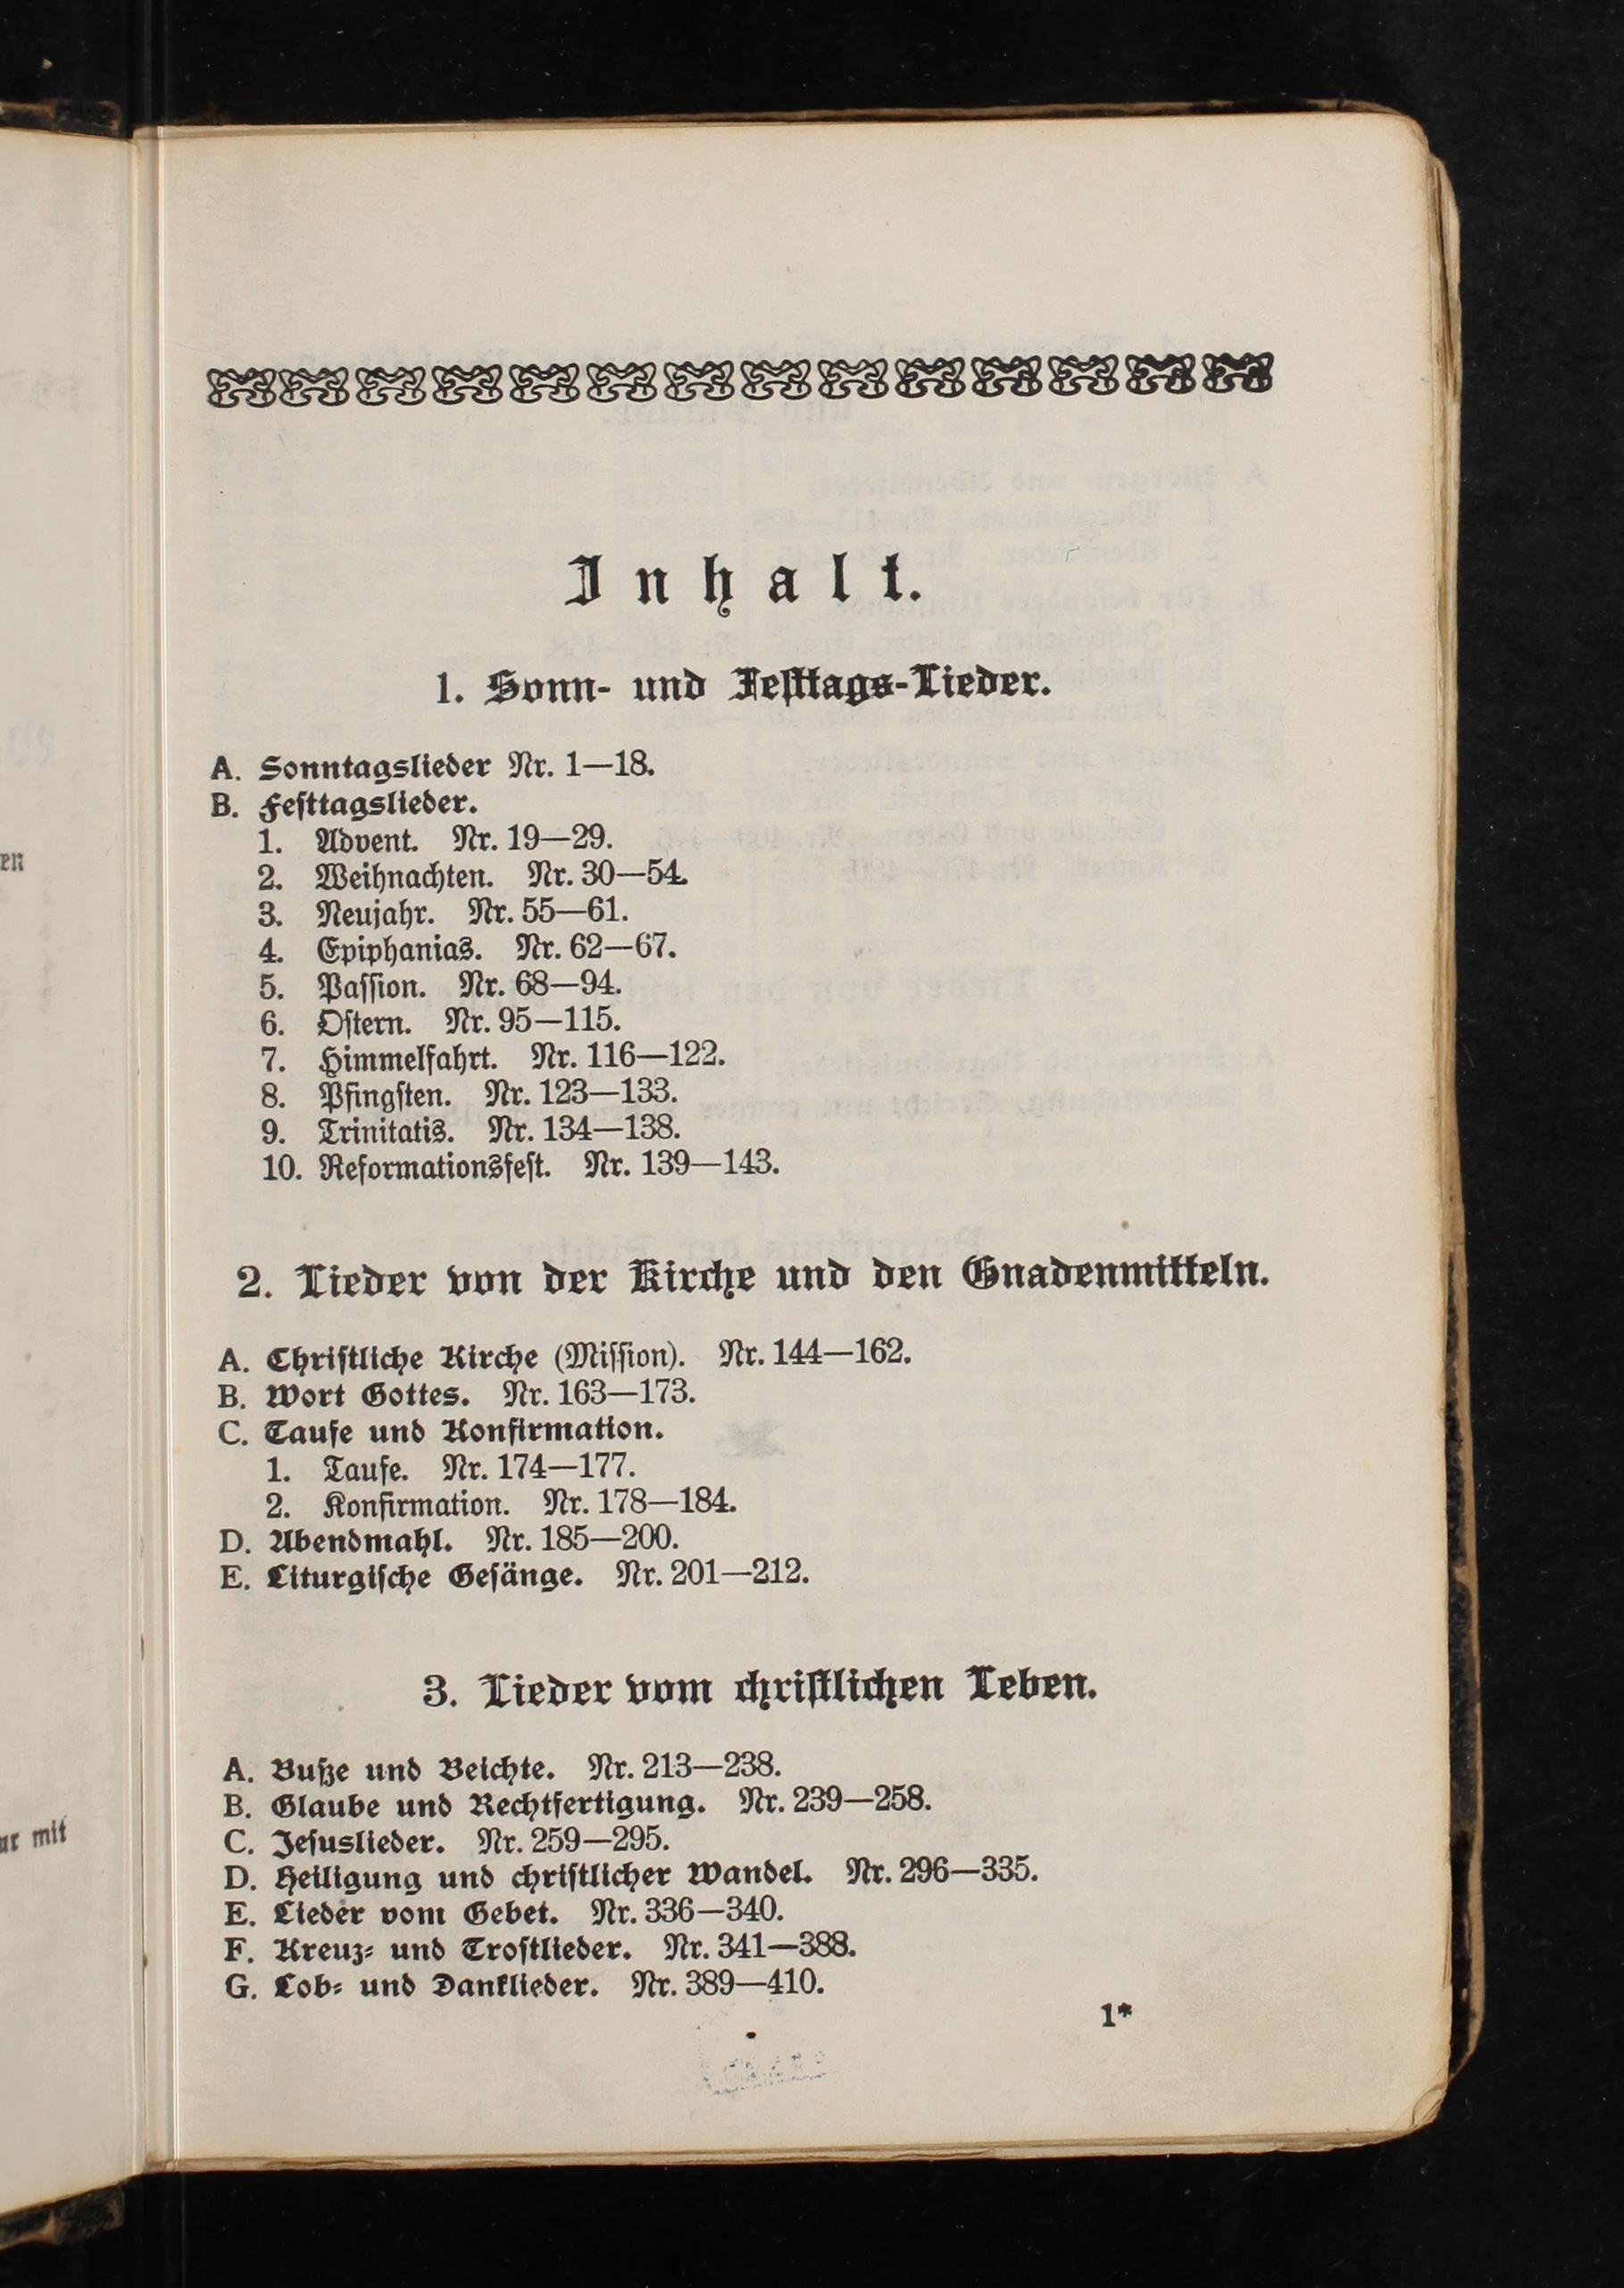 Inhalt.
1. Sonn- und Feſttags-Lieder.
A. Sonntagslieder Nr. 1—18.
B. Feſttagslieder.
1. Advent. Nr. 19—29.
2. Weihnachten. Nr. 30—54.
3. Neujahr. Nr. 55—61.
4. Epiphanias. Nr. 62—67.
5. Paſſion. Nr. 68—94.
6. Oſtern. Nr. 95—115.
7. Himmelfahrt. Nr. 116—122.
8. Pfingſten. Nr. 123—133.
9. Trinitatis. Nr. 134—138.
10. Reformationsfeſt. Nr. 139—143.
2. Lieder von der Kirche und den Gnadenmitteln.
A. Chriſtliche Kirche (Miſſion). Nr. 144—162.
B. Wort Gottes. Nr. 163—173.
C. Taufe und Konfirmation.
1. Taufe. Nr. 174—177.
2. Konfirmation. Nr. 178—184.
D. Abendmahl. Nr. 185—200.
E. Liturgiſche Geſänge. Nr. 201—212.
3. Lieder vom chriſtlichen Leben.
A. Buße und Beichte. Nr. 213—238.
B. Glaube und Rechtfertigung. Nr. 239—258.
C. Jeſuslieder. Nr. 259—295.
D. Heiligung und chriſtlicher Wandel. Nr. 296—335.
E. Lieder vom Gebet. Nr. 336—340.
F. Kreuz- und Troſtlieder. Nr. 341—388.
G. Lob- und Danklieder. Nr. 389—410.
1*